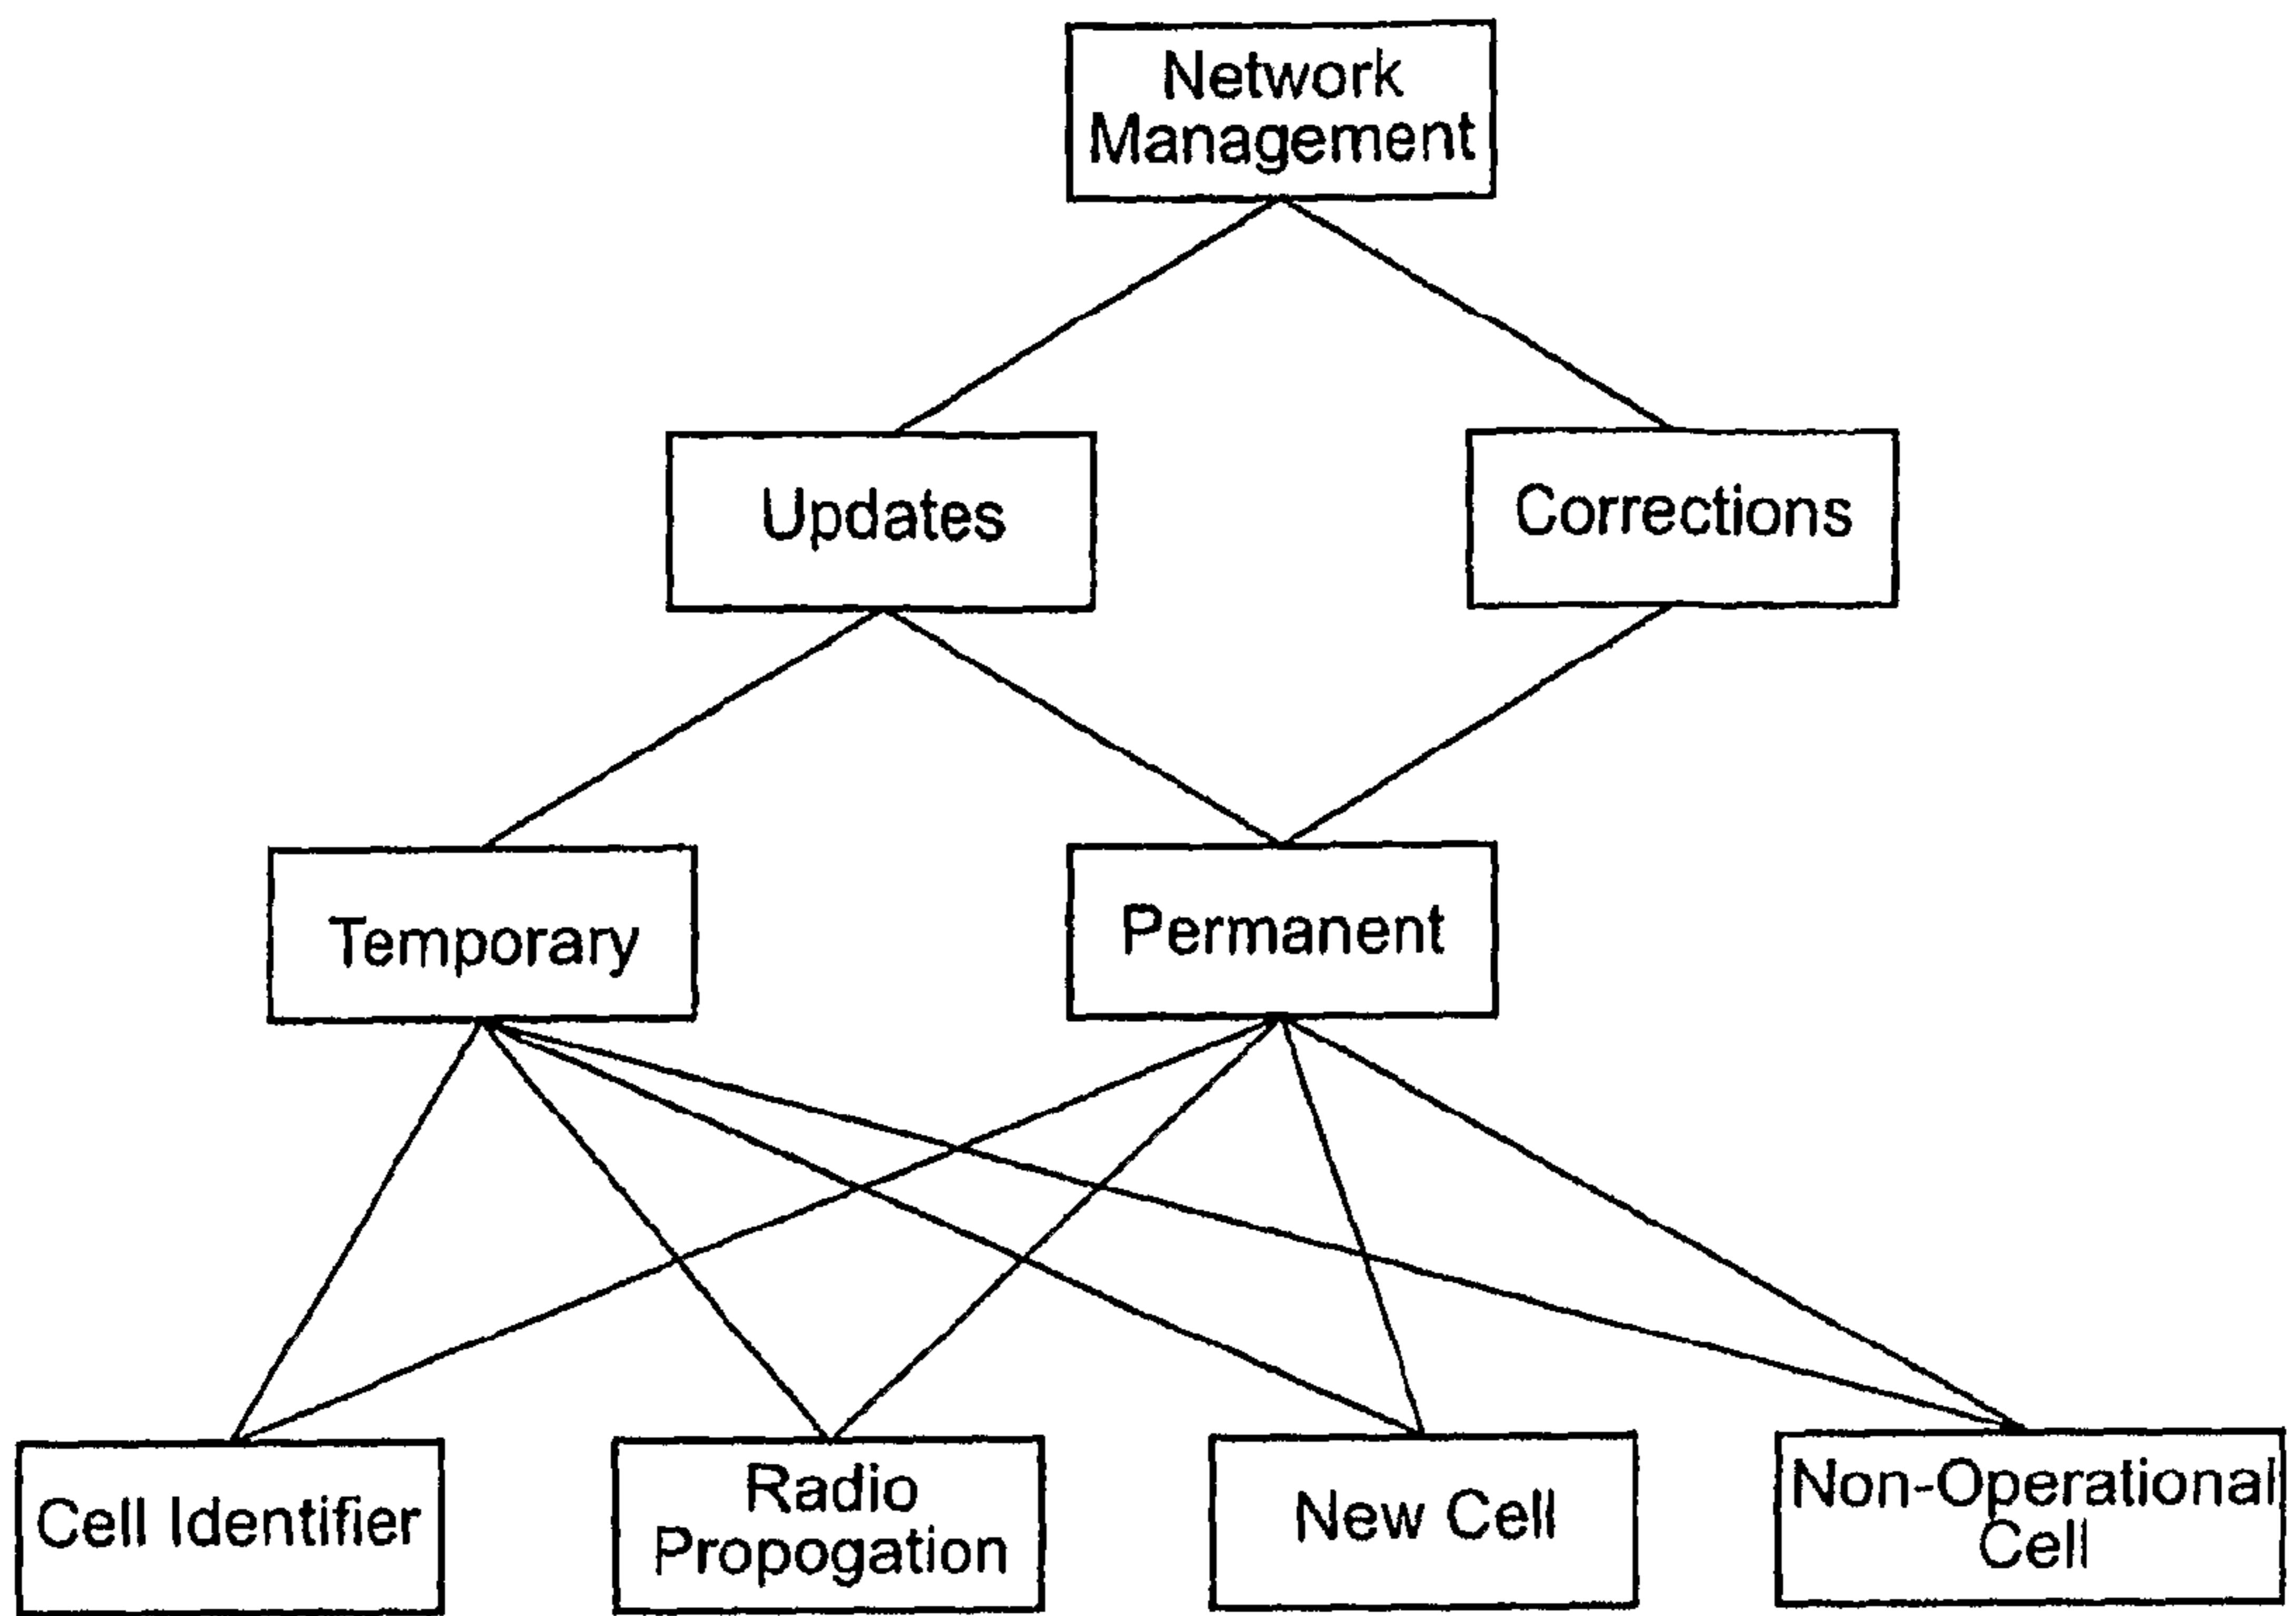 Network
Management
Updates
Corrections
Temporary
Permanent
Cell Identifier
Radio
Propogation
New Cell
Non-Operational
Cell